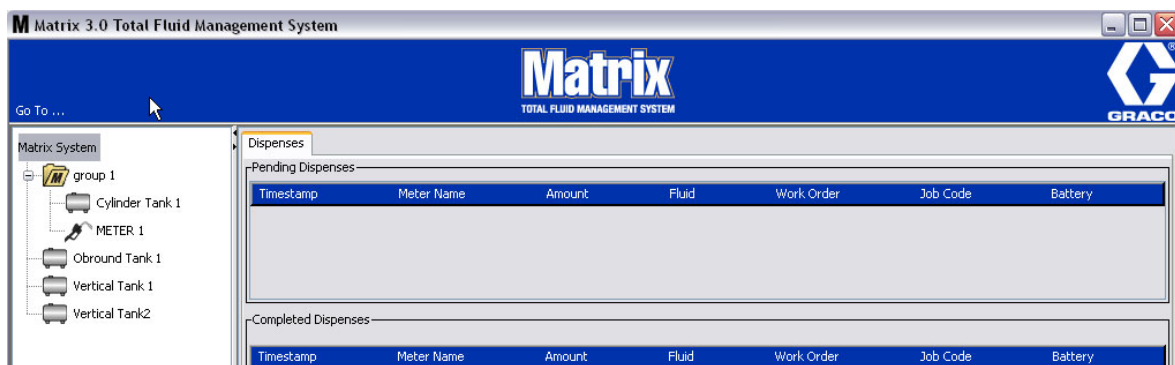 M Matrix 3.0 Total Fluid Management System
Matrix
TOTAL FLUID MANAGEMENT SYSTEM
GRACO
Go To ...
Matrix System
M group 1
Cylinder Tank 1
METER 1
Obround Tank 1
Vertical Tank 1
Vertical Tank2
Dispenses
Pending Dispenses
Timestamp Meter Name Amount Fluid Work Order Job Code Battery
Completed Dispenses
Timestamp Meter Name Amount Fluid Work Order Job Code Battery